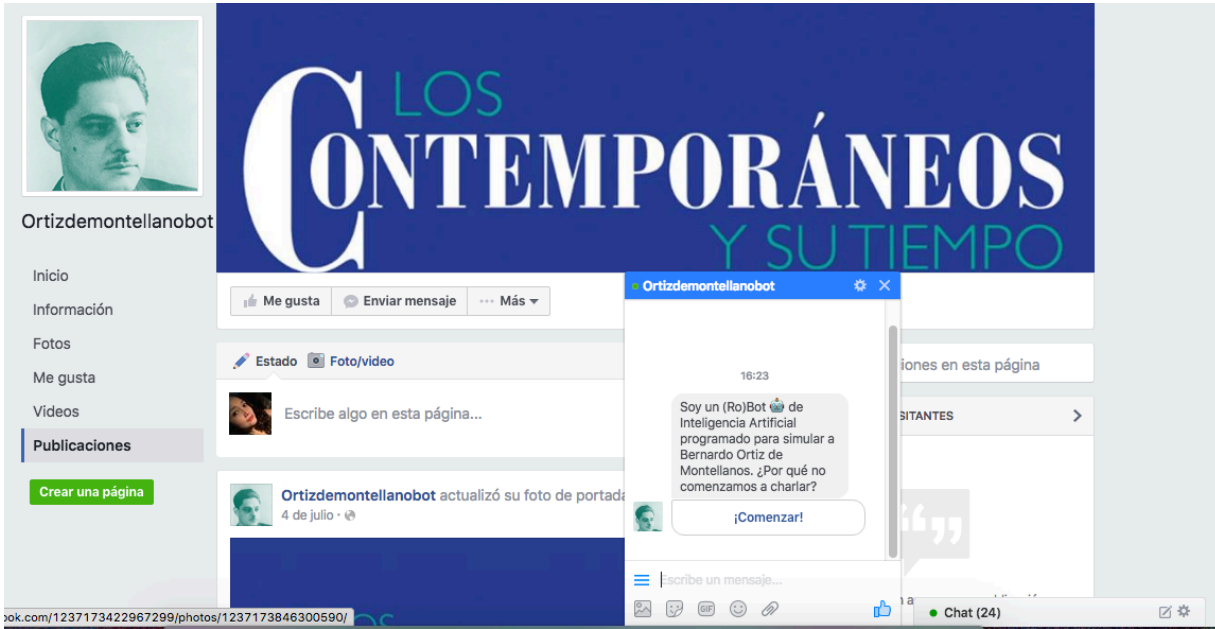 LOS
CONTEMPORÁNEOS
Y SU TIEMPO
Ortizdemontellanobot
Inicio
Información
Fotos
Me gusta
Videos
Publicaciones
Crear una página
Me gusta
Enviar mensaje
Más
Estado
Foto/video
Escribe algo en esta página...
Ortizdemontellanobot actualizó su foto de portada
4 de julio
iones en esta página
SITANTES
Ortizdemontellanobot
16:23
Soy un (Ro)Bot 🤖 de
Inteligencia Artificial
programado para simular a
Bernardo Ortiz de
Montellanos. ¿Por qué no
comenzamos a charlar?
¡Comenzar!
Escribe un mensaje...
GIF
Chat (24)
ook.com/1237173422967299/photos/1237173846300590/